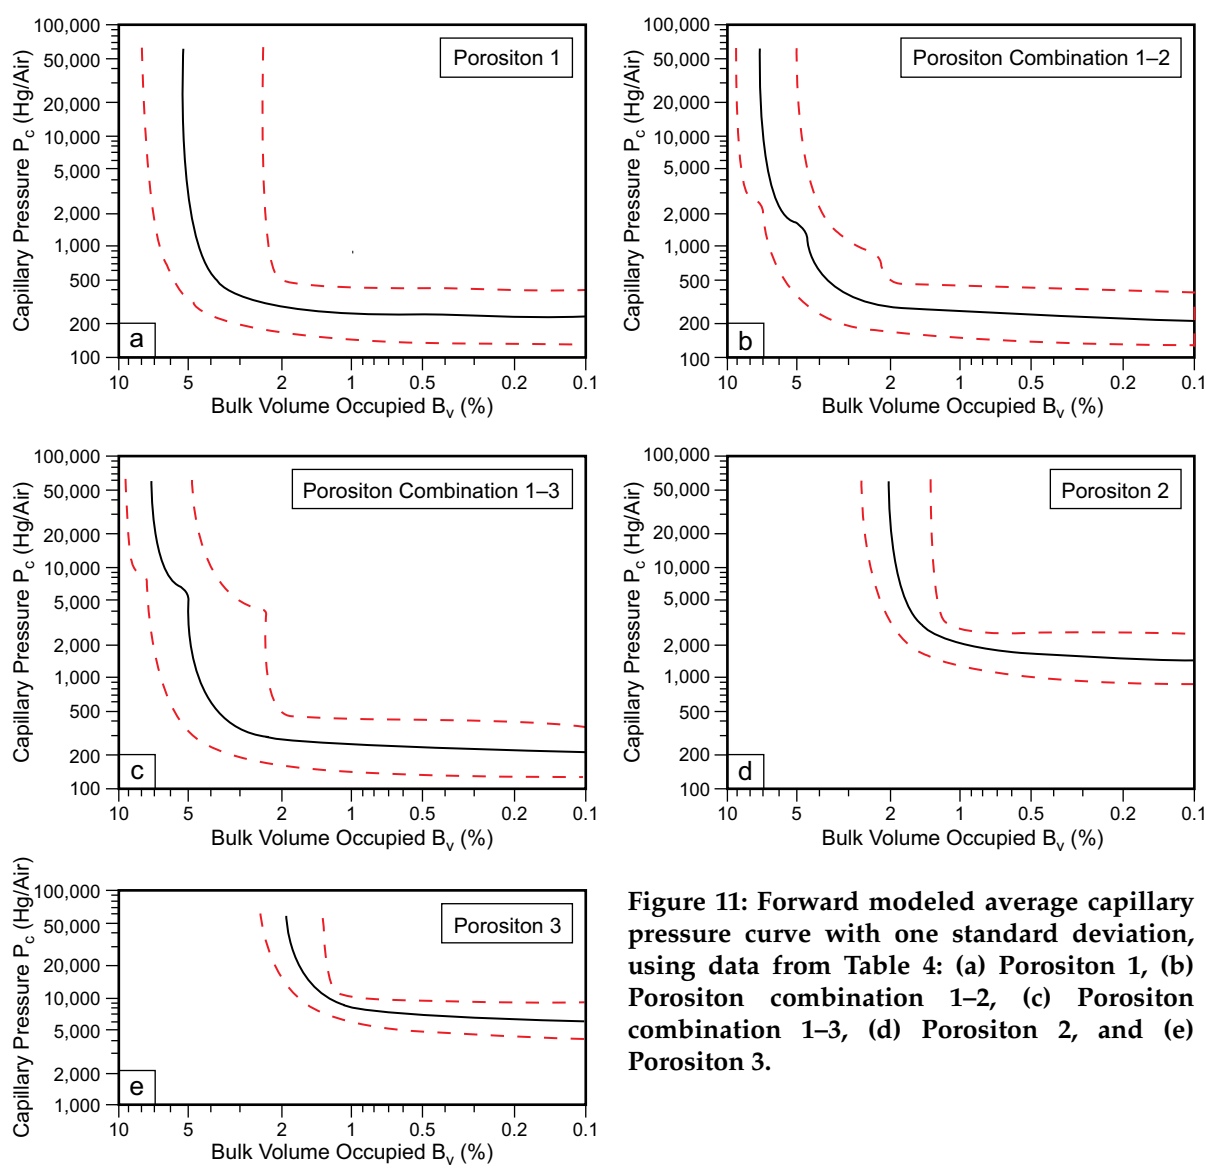 100,000
50,000
20,000
10,000
5,000
2,000
1,000
500
200
100
Capillary Pressure Pc (Hg/Air)
Porositon 1
a
10 5 2 1 0.5 0.2 0.1
Bulk Volume Occupied Bv (%)
100,000
50,000
20,000
10,000
5,000
2,000
1,000
500
200
100
Capillary Pressure Pc (Hg/Air)
Porositon Combination 1–2
b
10 5 2 1 0.5 0.2 0.1
Bulk Volume Occupied Bv (%)
100,000
50,000
20,000
10,000
5,000
2,000
1,000
500
200
100
Capillary Pressure Pc (Hg/Air)
Porositon Combination 1–3
c
10 5 2 1 0.5 0.2 0.1
Bulk Volume Occupied Bv (%)
100,000
50,000
20,000
10,000
5,000
2,000
1,000
500
200
100
Capillary Pressure Pc (Hg/Air)
Porositon 2
d
10 5 2 1 0.5 0.2 0.1
Bulk Volume Occupied Bv (%)
100,000
50,000
20,000
10,000
5,000
2,000
1,000
Capillary Pressure Pc (Hg/Air)
Porositon 3
e
10 5 2 1 0.5 0.2 0.1
Bulk Volume Occupied Bv (%)
Figure 11: Forward modeled average capillary
pressure curve with one standard deviation,
using data from Table 4: (a) Porositon 1, (b)
Porositon combination 1–2, (c) Porositon
combination 1–3, (d) Porositon 2, and (e)
Porositon 3.